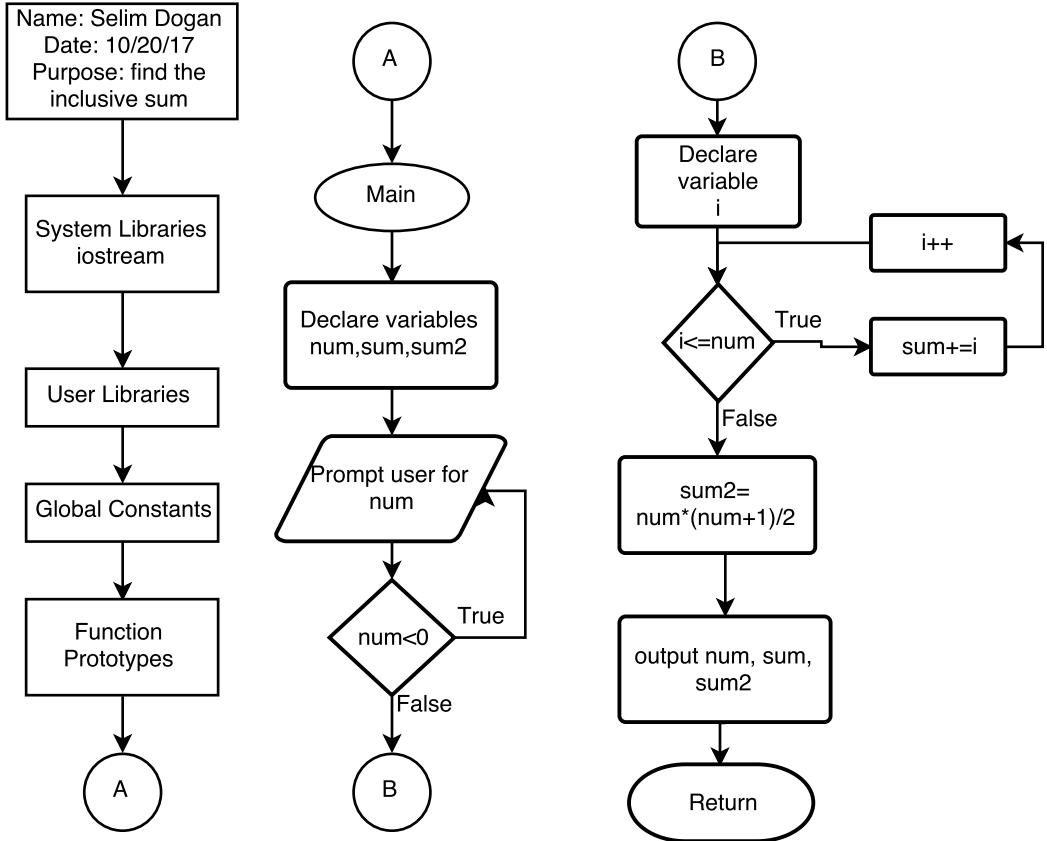 Name: Selim Dogan
Date: 10/20/17
Purpose: find the
inclusive sum
System Libraries
iostream
User Libraries
Global Constants
Function
Prototypes
A
A
Main
Declare variables
num,sum,sum2
Prompt user for
num
num<0
True
False
B
B
Declare
variable
i
i++
i<=num
True
sum+=i
False
sum2=
num*(num+1)/2
output num, sum,
sum2
Return